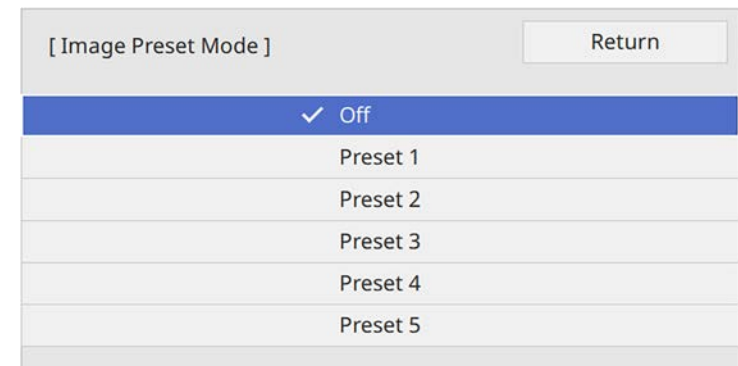 [ Image Preset Mode ]
Return
Off
Preset 1
Preset 2
Preset 3
Preset 4
Preset 5